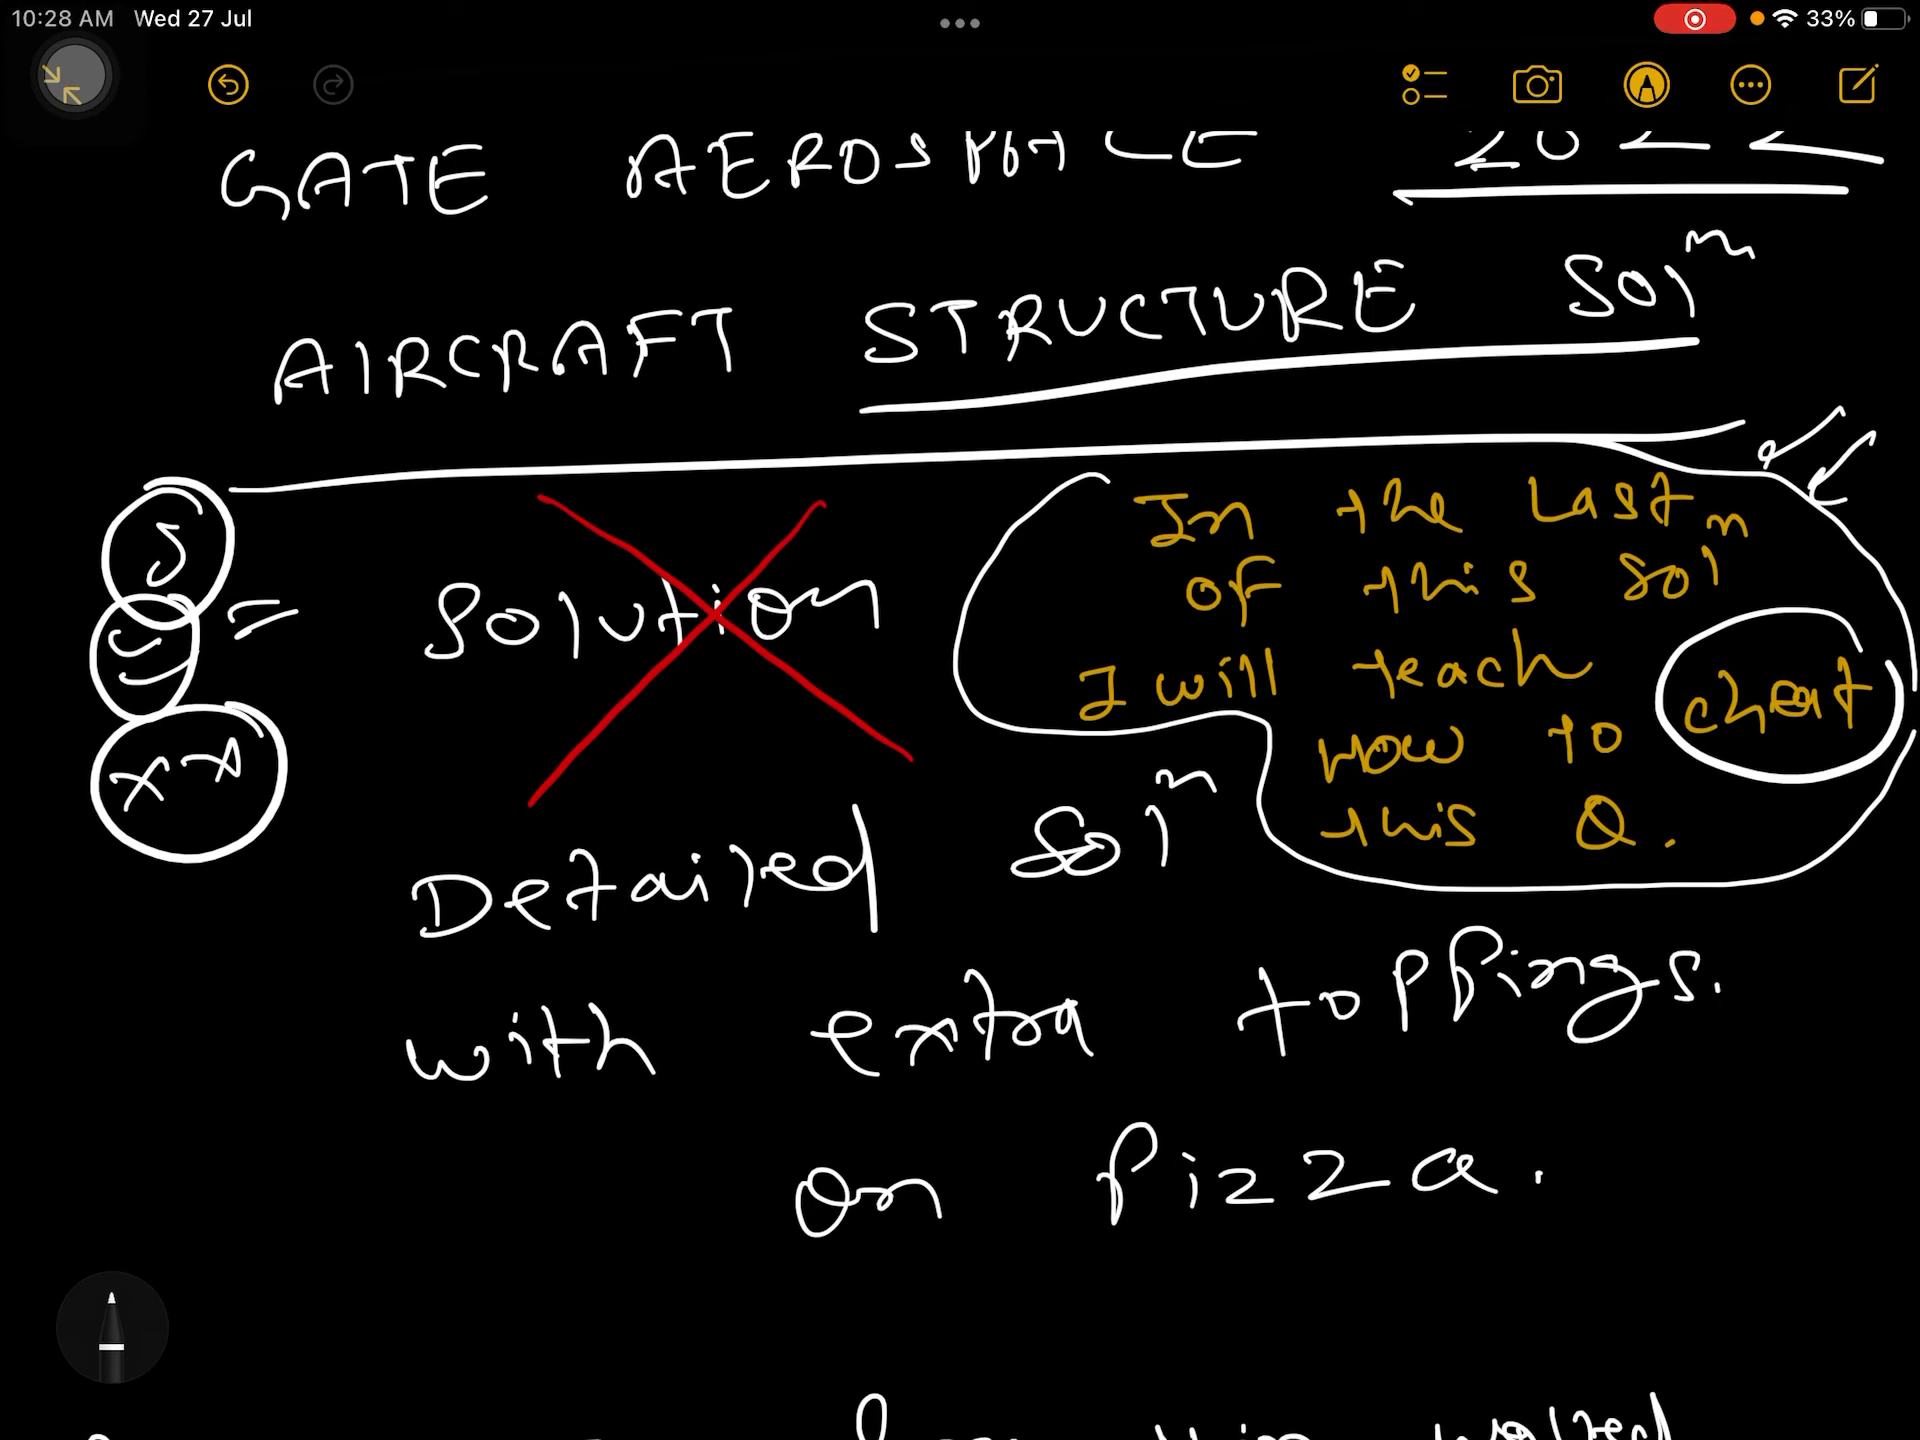 10:28 AM Wed 27 Jul
33%
GATE AEROSPACE 2022
AIRCRAFT STRUCTURE Solⁿ
= Solution
In the Last
of this Solⁿ
I will teach
How to cheat
this Q.
Detailed Solⁿ
with extra toppings.
on Pizza.